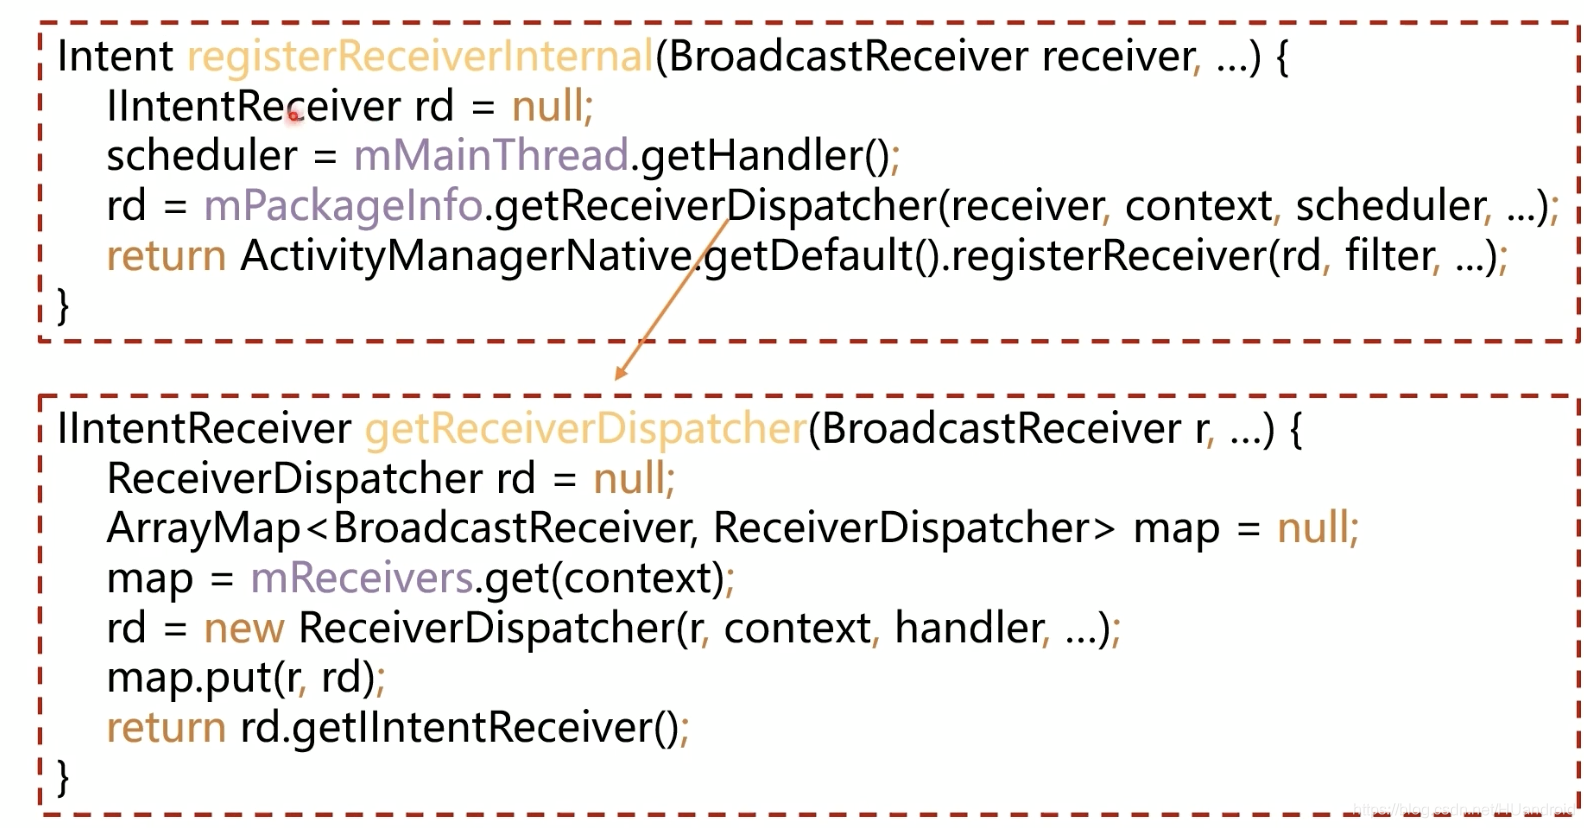 Intent registerReceiverInternal(BroadcastReceiver receiver, ...) {
IIntentReceiver rd = null;
scheduler = mMainThread.getHandler();
rd = mPackageInfo.getReceiverDispatcher(receiver, context, scheduler, ...);
return ActivityManagerNative.getDefault().registerReceiver(rd, filter, ...);
}
IIntentReceiver getReceiverDispatcher(BroadcastReceiver r, ...) {
ReceiverDispatcher rd = null;
ArrayMap<BroadcastReceiver, ReceiverDispatcher> map = null;
map = mReceivers.get(context);
rd = new ReceiverDispatcher(r, context, handler, ...);
map.put(r, rd);
return rd.getIIntentReceiver();
}
https://blog.csdn.net/HUandroid